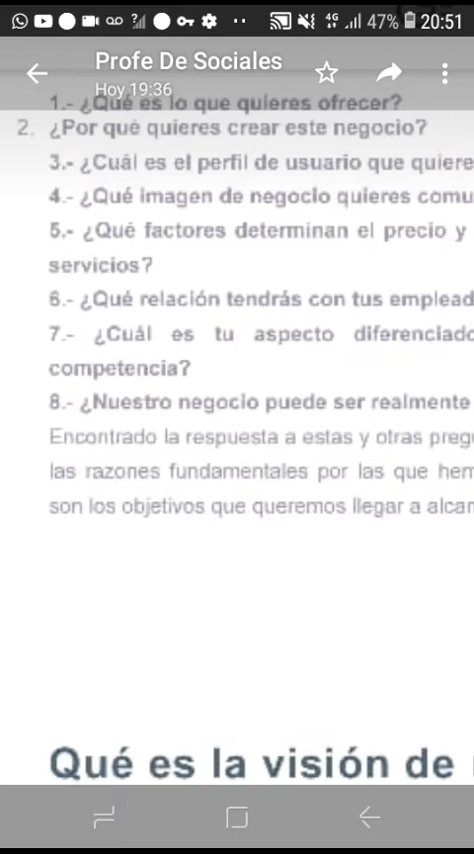 4G 47% 20:51
Profe De Sociales
Hoy 19:36
1.- ¿Qué es lo que quieres ofrecer?
2. ¿Por qué quieres crear este negocio?
3.- ¿Cuál es el perfil de usuario que quiere
4.- ¿Qué imagen de negocio quieres comu
5.- ¿Qué factores determinan el precio y
servicios?
6.- ¿Qué relación tendrás con tus emplead
7.- ¿Cuál es tu aspecto diferenciado
competencia?
8.- ¿Nuestro negocio puede ser realmente
Encontrado la respuesta a estas y otras preg
las razones fundamentales por las que hem
son los objetivos que queremos llegar a alcan
Qué es la visión de